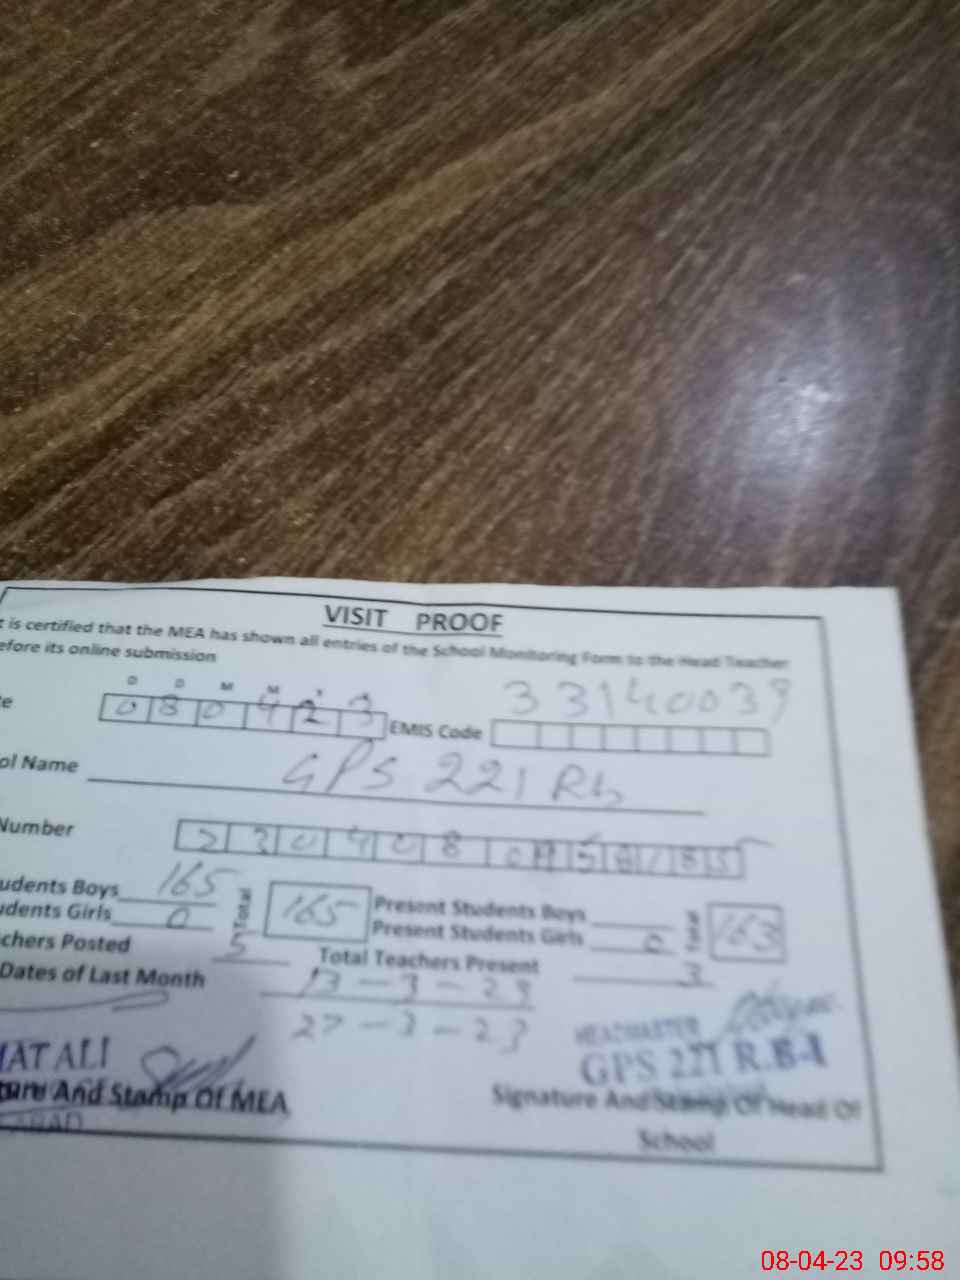 VISIT PROOF
t is certified that the MEA has shown all entries of the School Monitoring Form to the Head Teacher
efore its online submission
D D M M Y
te 0 8 0 4 2 3 EMIS Code 33140039
ol Name GPS 221 Rb
Number
udents Boys 165 Total 165 Present Students Boys Total 163
udents Girls 0 Present Students Girls 0
chers Posted 5 Total Teachers Present 3
Dates of Last Month 13-3-23
27-3-23
HEADMASTER
MAT ALI GPS 221 R.B-I
ture And Stamp Of MEA Signature And Stamp Of Head Of
School
08-04-23 09:58